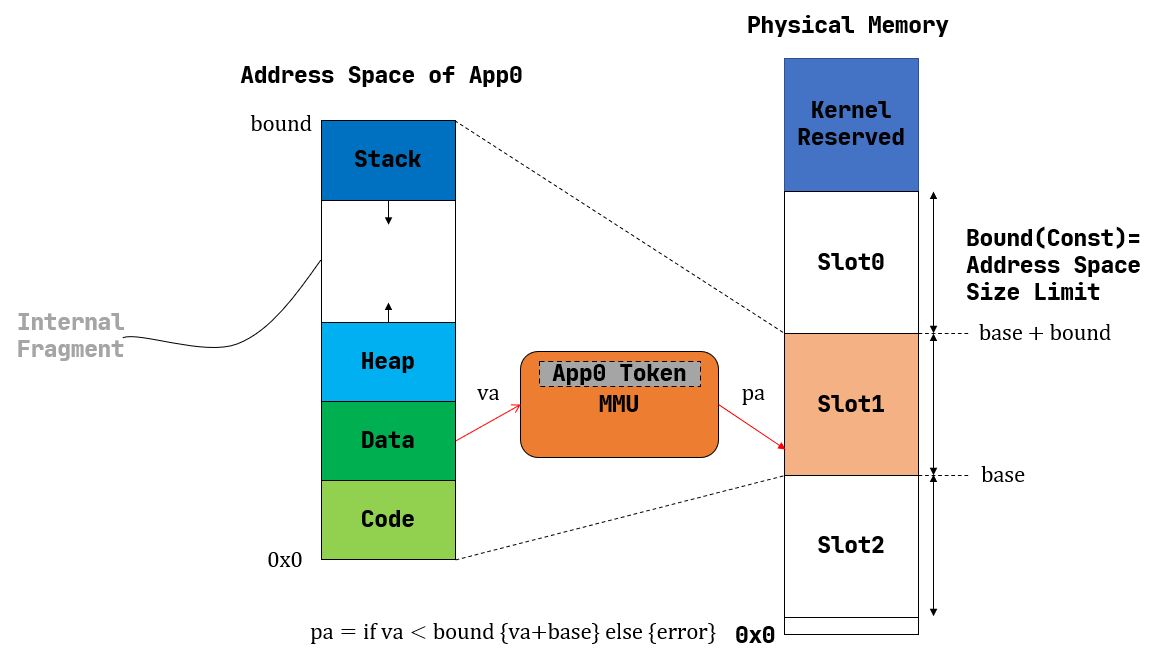 Physical Memory
Address Space of App0
bound
Stack
Kernel
Reserved
Slot0
Bound(Const)=
Address Space
Size Limit
Internal
Fragment
base + bound
Heap
va
App0 Token
MMU
pa
Slot1
Data
base
Code
Slot2
0x0
pa = if va < bound {va+base} else {error}
0x0